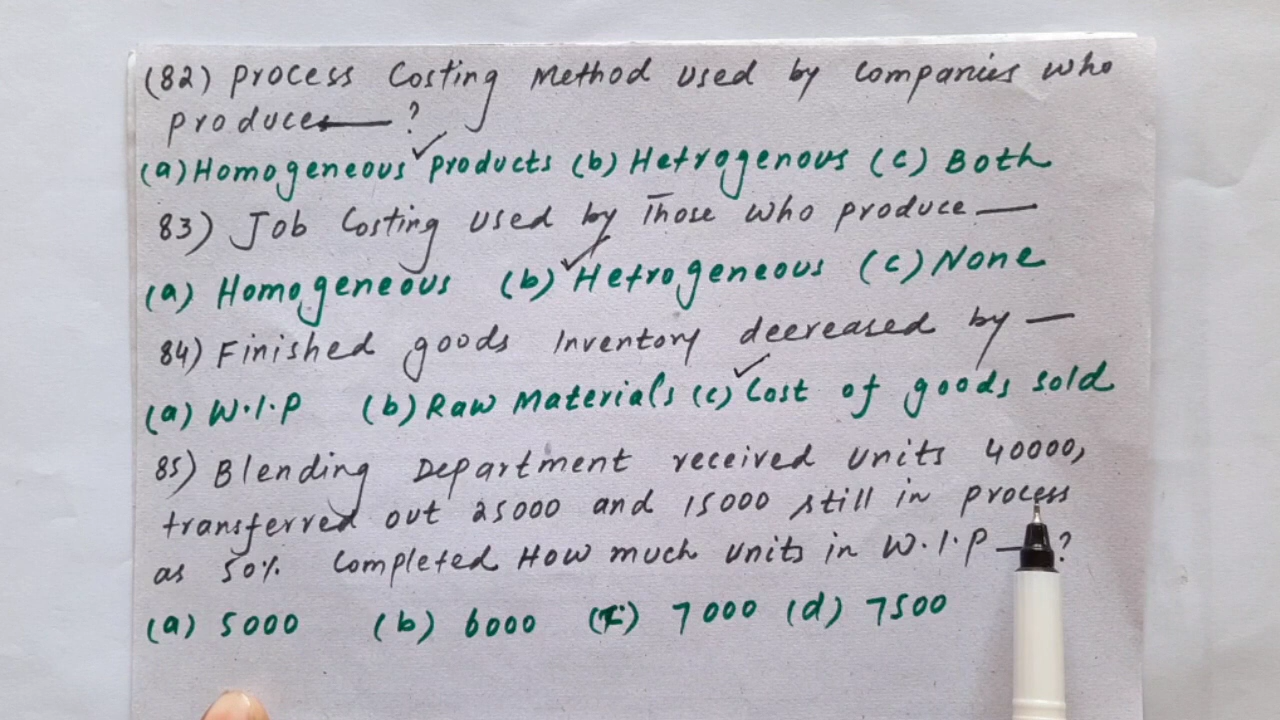 (82) Process Costing Method used by companies who
produces—— ?
(a) Homogeneous ✓ products (b) Hetrogenous (c) Both
83) Job Costing used by Those who produce ——
(a) Homogeneous (b) ✓ Hetrogeneous (c) None
84) Finished goods Inventory decreased by —
(a) W.I.P (b) Raw Materials (c) ✓ Cost of goods sold
85) Blending Department received units 40000,
transferred out 25000 and 15000 still in process
as 50% Completed How much units in W.I.P — ?
(a) 5000 (b) 6000 (c) 7000 (d) 7500